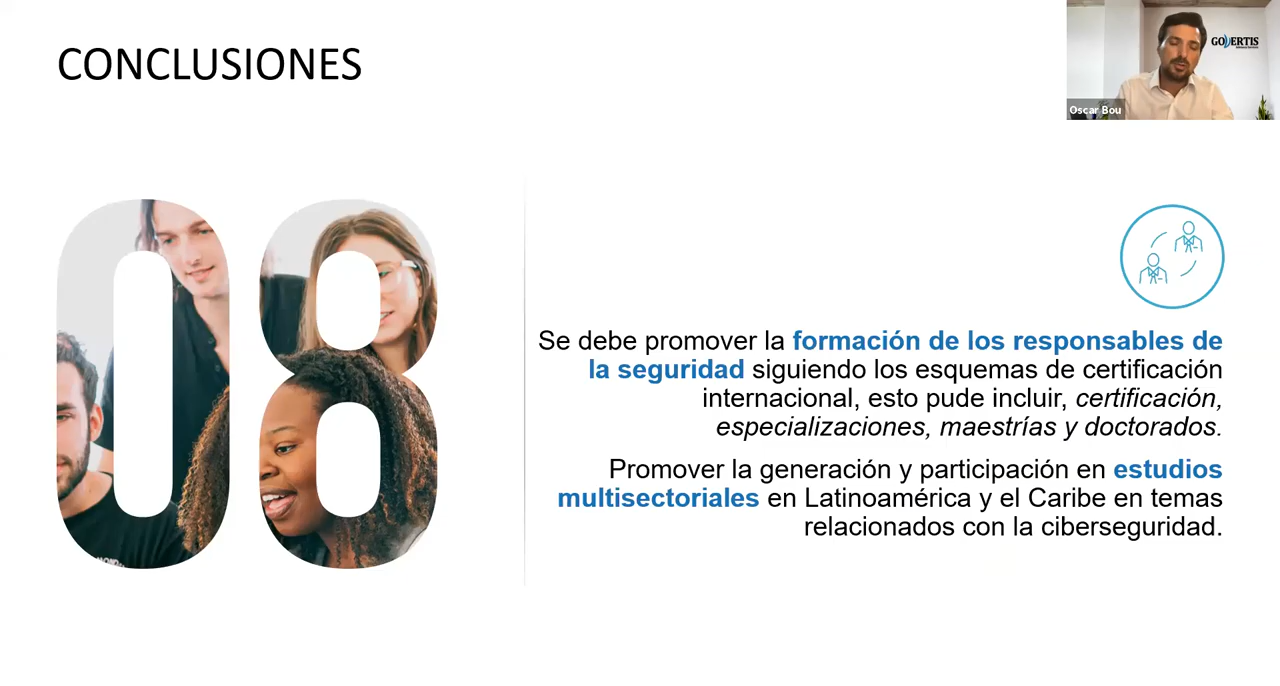 CONCLUSIONES
GOVERTIS
Oscar Bou
08
Se debe promover la formación de los responsables de
la seguridad siguiendo los esquemas de certificación
internacional, esto pude incluir, certificación,
especializaciones, maestrías y doctorados.
Promover la generación y participación en estudios
multisectoriales en Latinoamérica y el Caribe en temas
relacionados con la ciberseguridad.